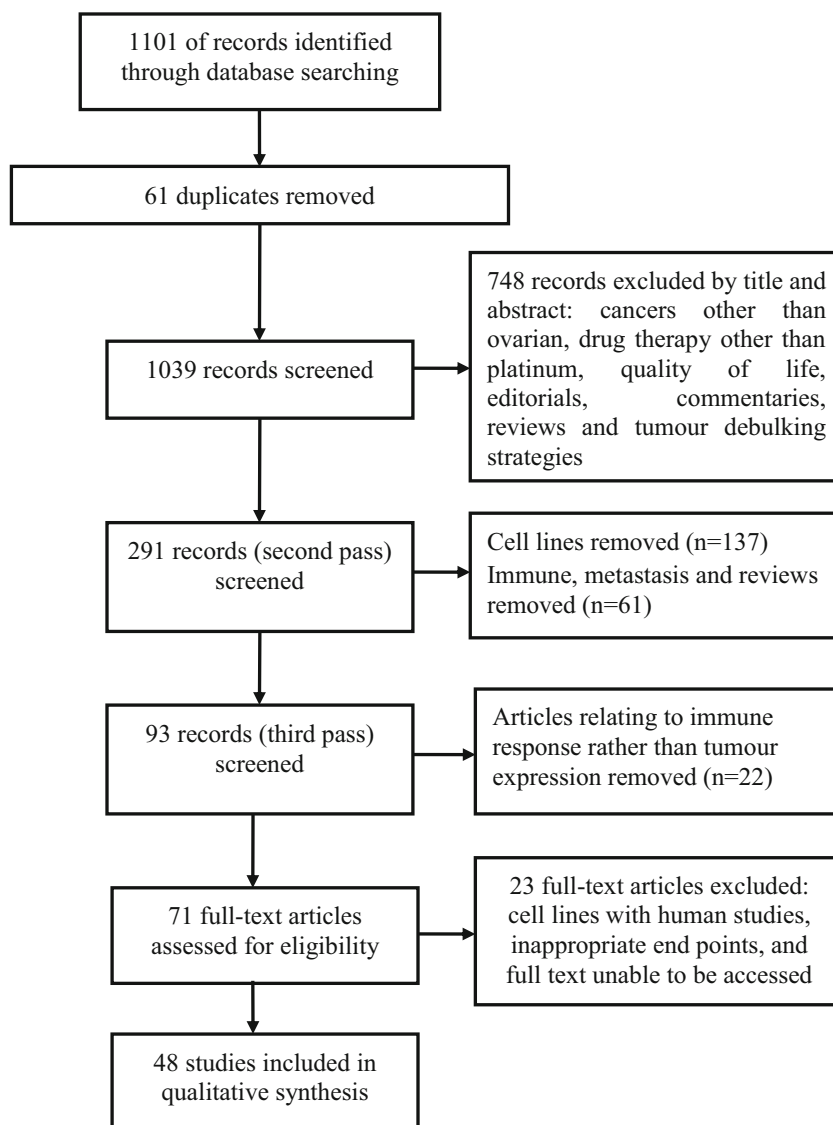 1101 of records identified
through database searching
61 duplicates removed
748 records excluded by title and
abstract: cancers other than
ovarian, drug therapy other than
platinum, quality of life,
editorials, commentaries,
reviews and tumour debulking
strategies
1039 records screened
291 records (second pass)
screened
Cell lines removed (n=137)
Immune, metastasis and reviews
removed (n=61)
93 records (third pass)
screened
Articles relating to immune
response rather than tumour
expression removed (n=22)
71 full-text articles
assessed for eligibility
23 full-text articles excluded:
cell lines with human studies,
inappropriate end points, and
full text unable to be accessed
48 studies included in
qualitative synthesis